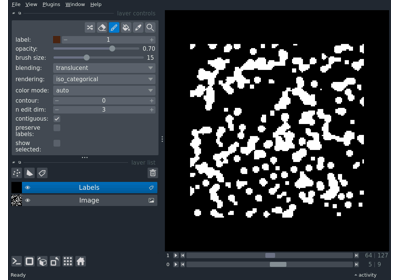 File View Plugins Window Help
layer controls
label: 1
opacity: 0.70
brush size: 15
blending: translucent
rendering: iso_categorical
color mode: auto
contour: 0
n edit dim: 3
contiguous:
preserve
labels:
show
selected:
layer list
Labels
Image
1 64 127
0 5 9
Ready
activity